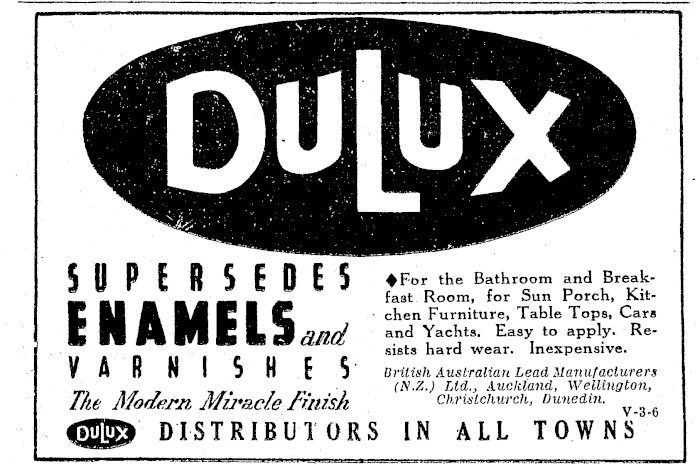 DULUX
SUPERSEDES
ENAMELS and
VARNISHES
The Modern Miracle Finish
♦For the Bathroom and Break-
fast Room, for Sun Porch, Kit-
chen Furniture, Table Tops, Cars
and Yachts. Easy to apply. Re-
sists hard wear. Inexpensive.
British Australian Lead Manufacturers
(N.Z.) Ltd., Auckland, Wellington,
Christchurch, Dunedin.
V-3-6
DULUX DISTRIBUTORS IN ALL TOWNS